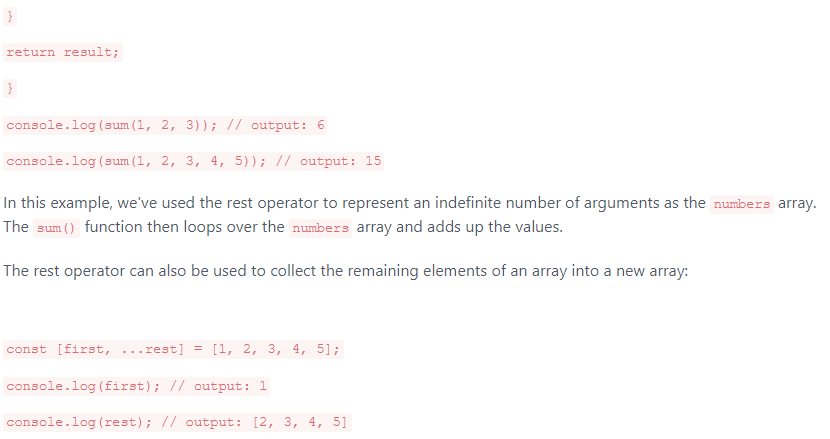 }
return result;
}
console.log(sum(1, 2, 3)); // output: 6
console.log(sum(1, 2, 3, 4, 5)); // output: 15
In this example, we've used the rest operator to represent an indefinite number of arguments as the numbers array.
The sum() function then loops over the numbers array and adds up the values.
The rest operator can also be used to collect the remaining elements of an array into a new array:
const [first, ...rest] = [1, 2, 3, 4, 5];
console.log(first); // output: 1
console.log(rest); // output: [2, 3, 4, 5]